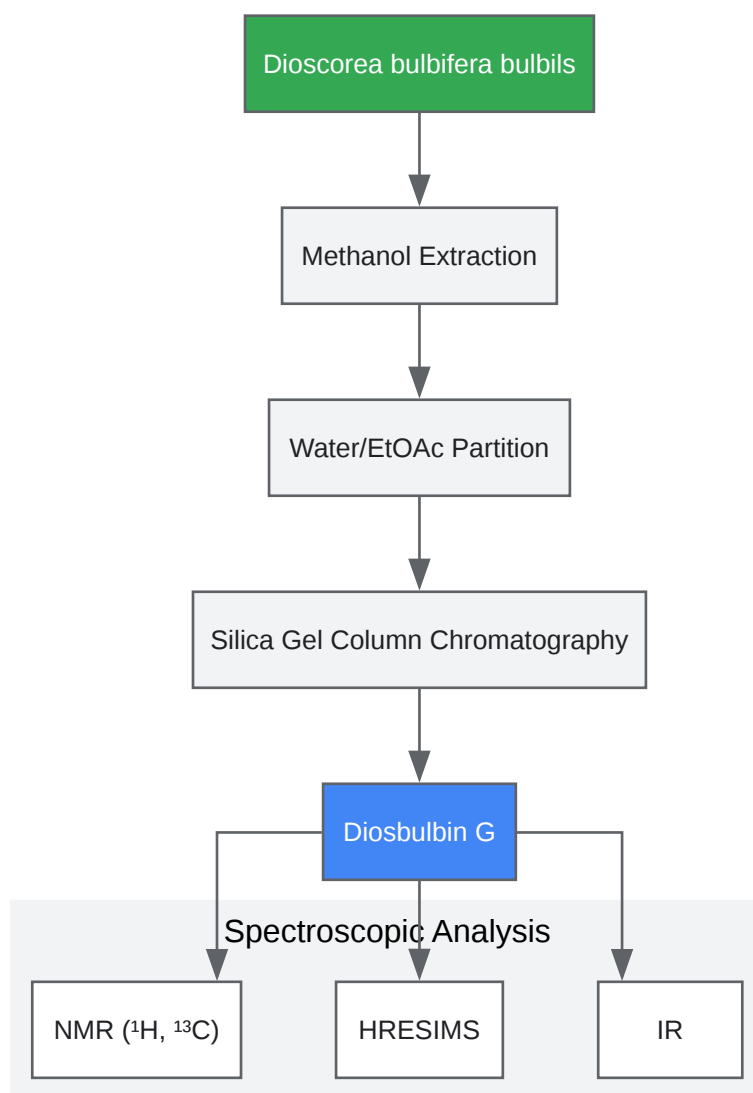 Dioscorea bulbifera bulbils
Methanol Extraction
Water/EtOAc Partition
Silica Gel Column Chromatography
Diosbulbin G
Spectroscopic Analysis
NMR (¹H, ¹³C)
HRESIMS
IR